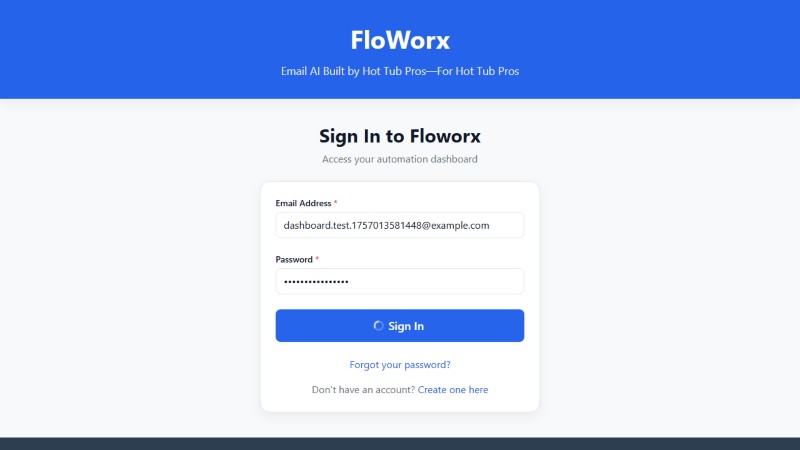 FloWorx
Email AI Built by Hot Tub Pros—For Hot Tub Pros
Sign In to Floworx
Access your automation dashboard
Email Address *
dashboard.test.1757013581448@example.com
Password *
••••••••••••••••
Sign In
Forgot your password?
Don't have an account? Create one here